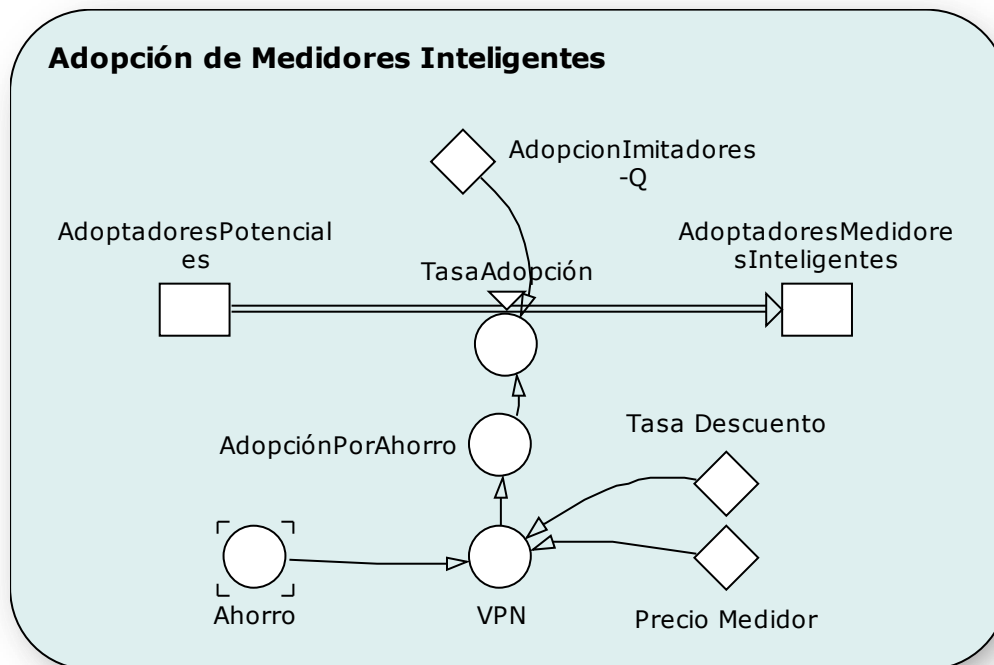 Adopción de Medidores Inteligentes
AdopcionImitadores
-Q
AdoptadoresPotencial
es
AdoptadoresMedidore
sInteligentes
TasaAdopción
AdopciónPorAhorro
Tasa Descuento
Ahorro
VPN
Precio Medidor